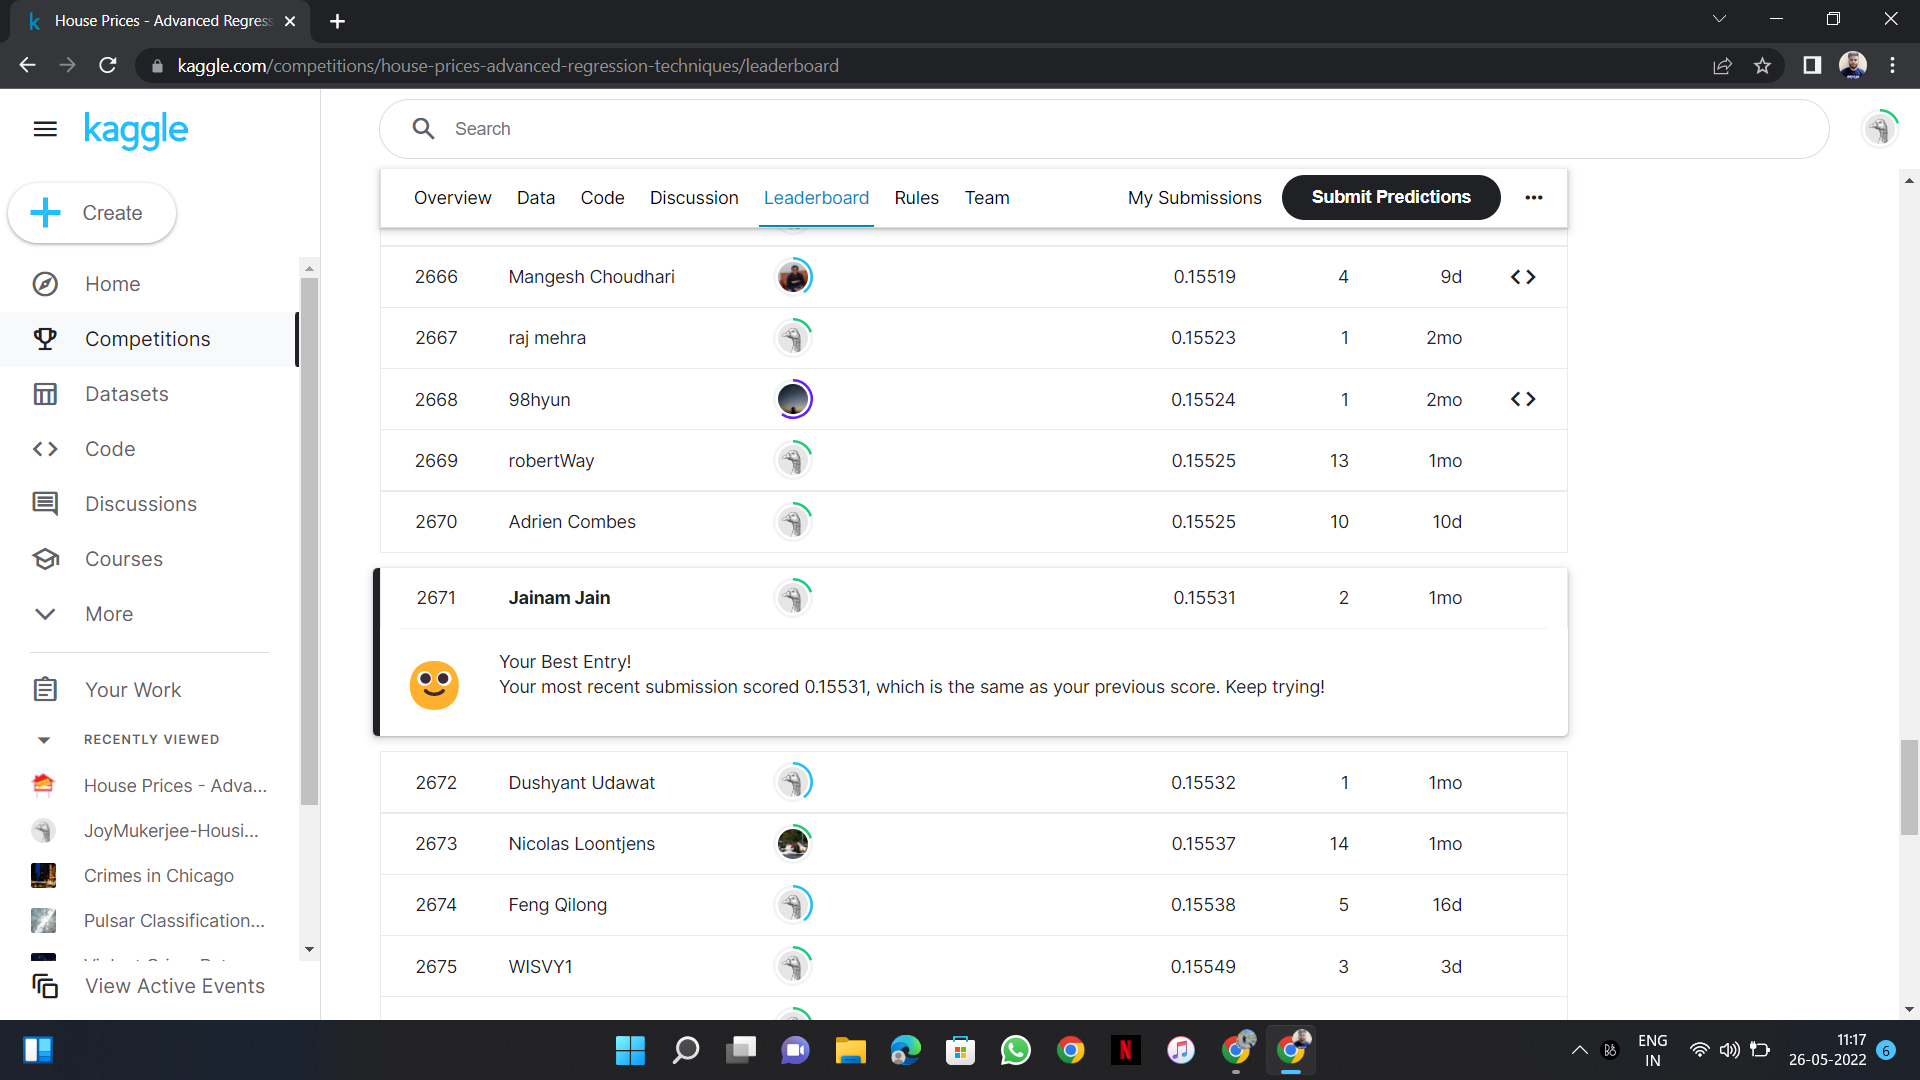 House Prices - Advanced Regress
kaggle.com/competitions/house-prices-advanced-regression-techniques/leaderboard
kaggle
Search
Create
Home
Competitions
Datasets
Code
Discussions
Courses
More
Your Work
RECENTLY VIEWED
House Prices - Adva...
JoyMukerjee-Housi...
Crimes in Chicago
Pulsar Classification...
View Active Events
Overview Data Code Discussion Leaderboard Rules Team My Submissions Submit Predictions
2666 Mangesh Choudhari 0.15519 4 9d
2667 raj mehra 0.15523 1 2mo
2668 98hyun 0.15524 1 2mo
2669 robertWay 0.15525 13 1mo
2670 Adrien Combes 0.15525 10 10d
2671 Jainam Jain 0.15531 2 1mo
Your Best Entry!
Your most recent submission scored 0.15531, which is the same as your previous score. Keep trying!
2672 Dushyant Udawat 0.15532 1 1mo
2673 Nicolas Loontjens 0.15537 14 1mo
2674 Feng Qilong 0.15538 5 16d
2675 WISVY1 0.15549 3 3d
ENG
IN
11:17
26-05-2022
6